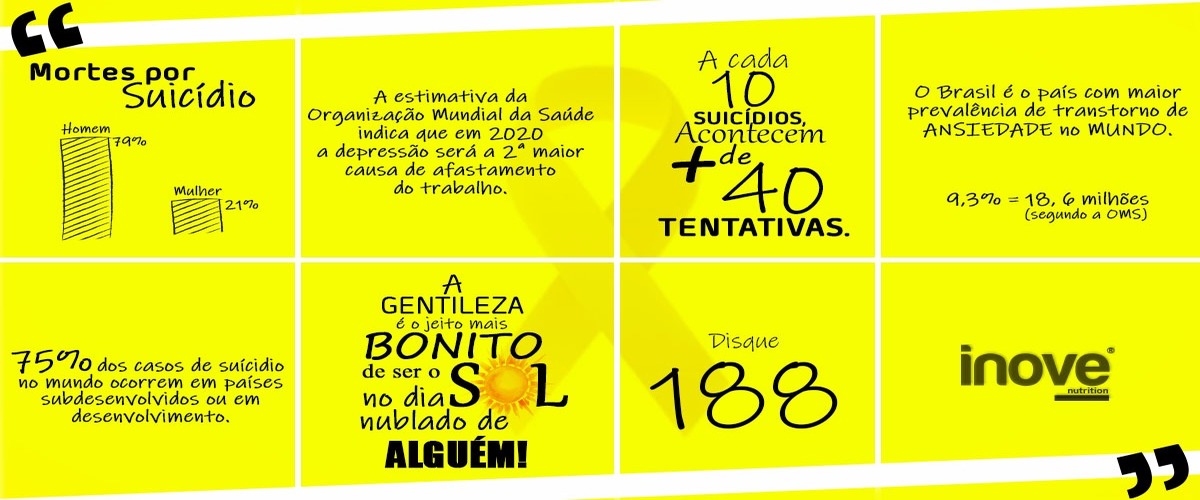 “
Mortes por
Suicídio
Homem
79%
Mulher
21%
A estimativa da
Organização Mundial da Saúde
indica que em 2020
a depressão será a 2ª maior
causa de afastamento
do trabalho.
A cada
10
SUICÍDIOS,
Acontecem
+ de
40
TENTATIVAS.
O Brasil é o país com maior
prevalência de transtorno de
ANSIEDADE no MUNDO.
9,3% = 18, 6 milhões
(segundo a OMS)
75% dos casos de suícidio
no mundo ocorrem em países
subdesenvolvidos ou em
desenvolvimento.
A
GENTILEZA
é o jeito mais
BONITO
de ser o SOL
no dia
nublado de
ALGUÉM!
Disque
188
inove®
nutrition
”